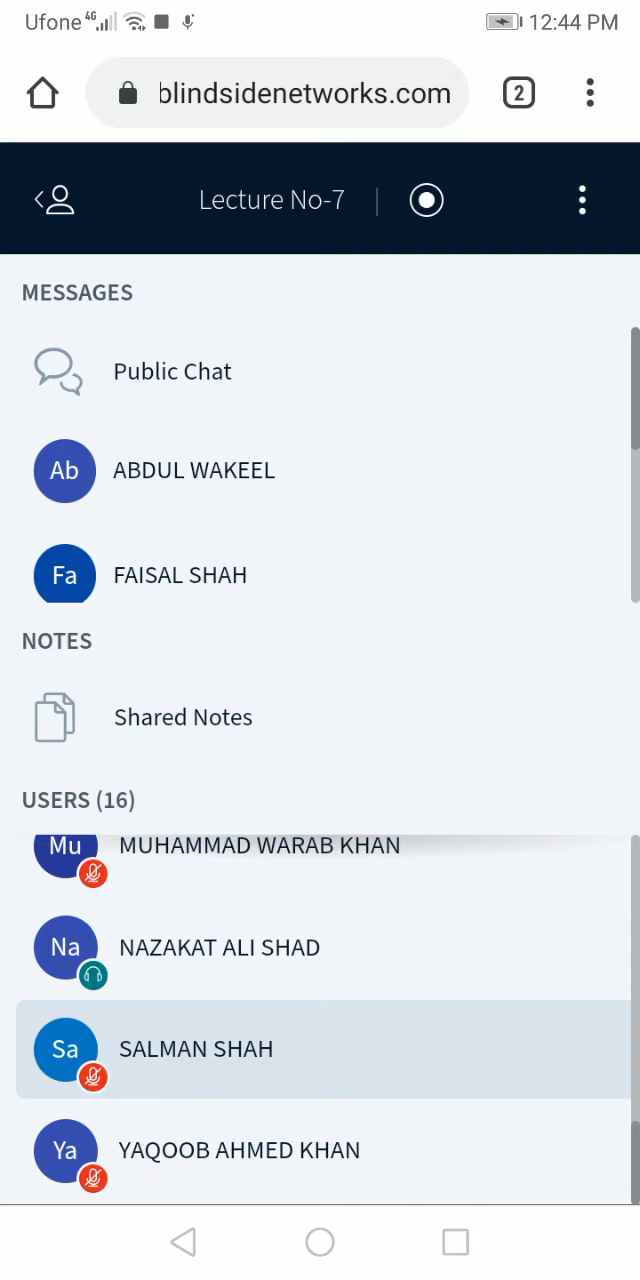 Ufone 4G 12:44 PM
blindsidenetworks.com 2
Lecture No-7
MESSAGES
Public Chat
Ab ABDUL WAKEEL
Fa FAISAL SHAH
NOTES
Shared Notes
USERS (16)
Mu MUHAMMAD WARAB KHAN
Na NAZAKAT ALI SHAD
Sa SALMAN SHAH
Ya YAQOOB AHMED KHAN